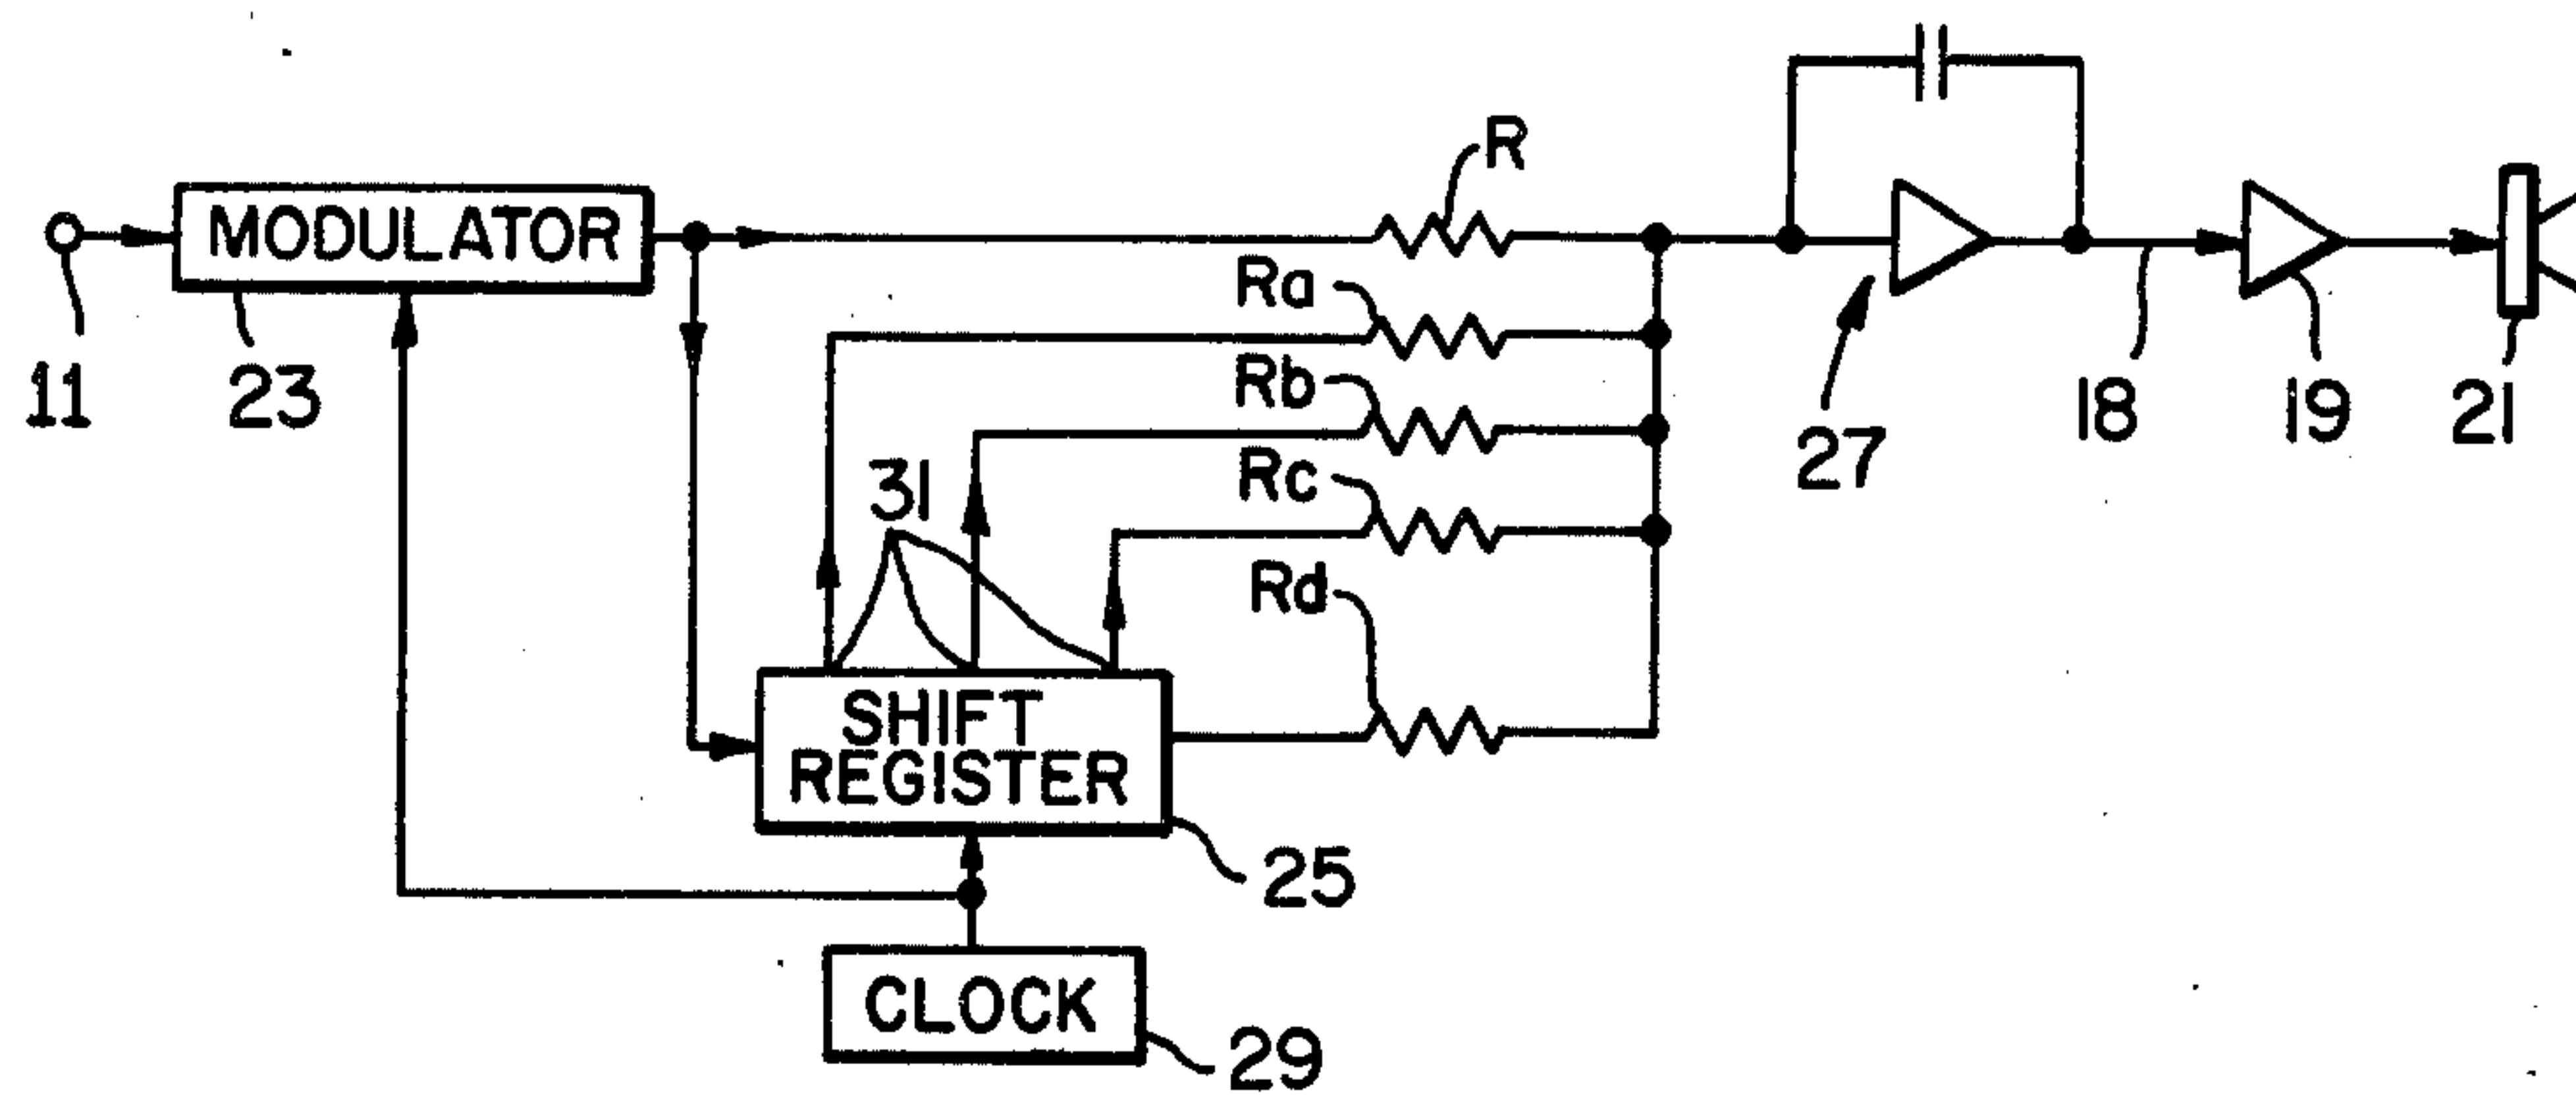 R
MODULATOR
Ra
11
23
Rb
27
18
19
21
31
Rc
Rd
SHIFT
REGISTER
25
CLOCK
29